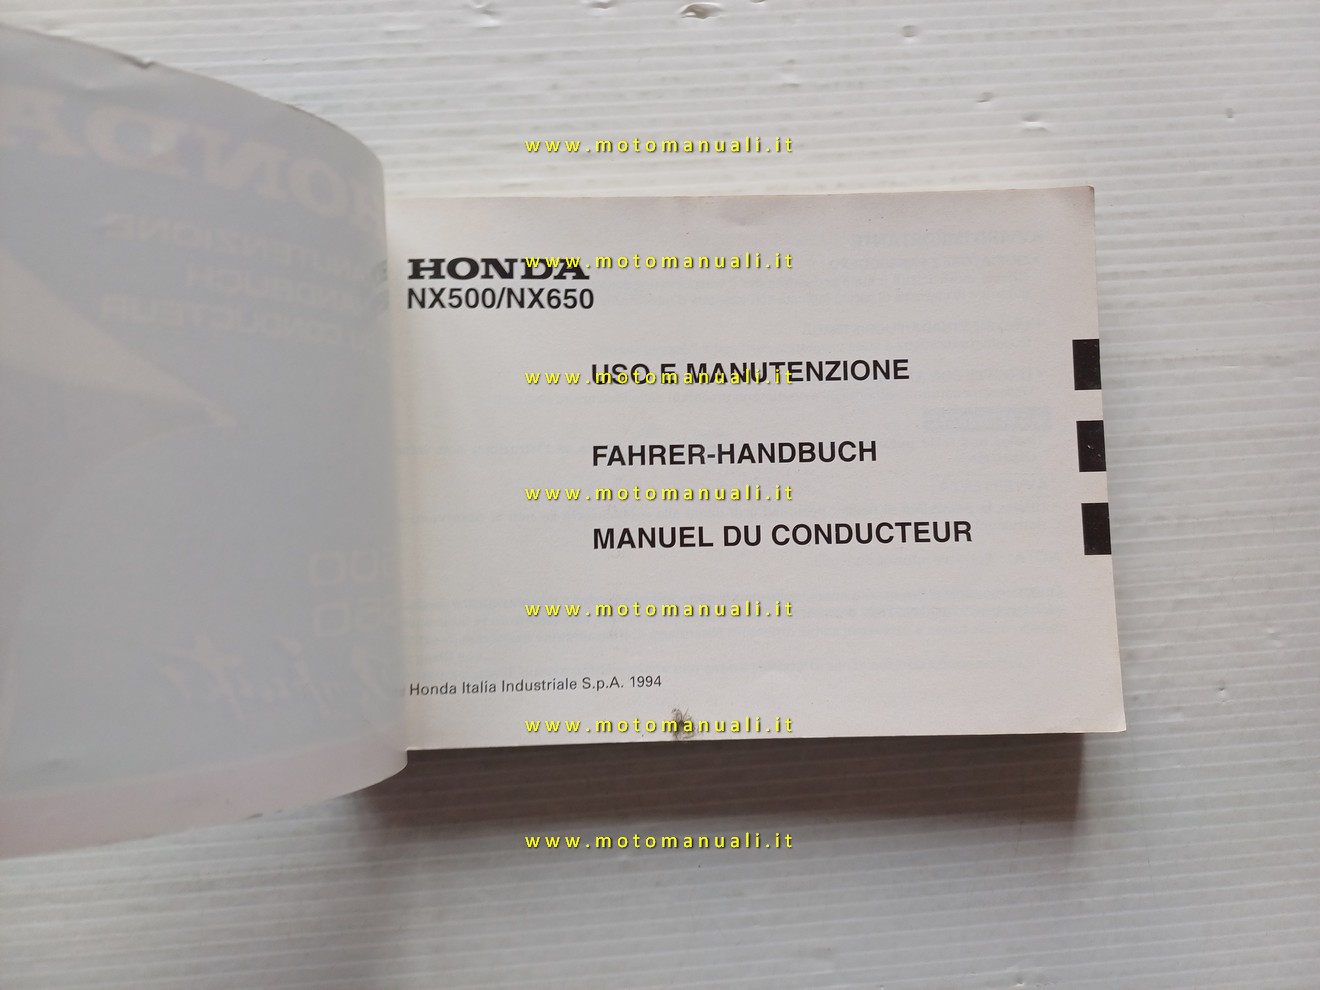 www.motomanuali.it
HONDA
www.motomanuali.it
NX500/NX650
USO E MANUTENZIONE
www.motomanuali.it
FAHRER-HANDBUCH
www.motomanuali.it
MANUEL DU CONDUCTEUR
www.motomanuali.it
Honda Italia Industriale S.p.A. 1994
www.motomanuali.it
www.motomanuali.it